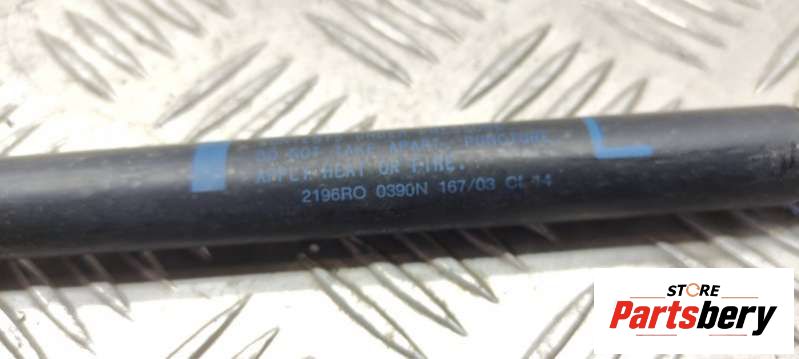 DO NOT TAKE APART, PUNCTURE
APPLY HEAT OR FIRE.
2196RO 0390N 167/03 CL 14
L
STORE
Partsbery